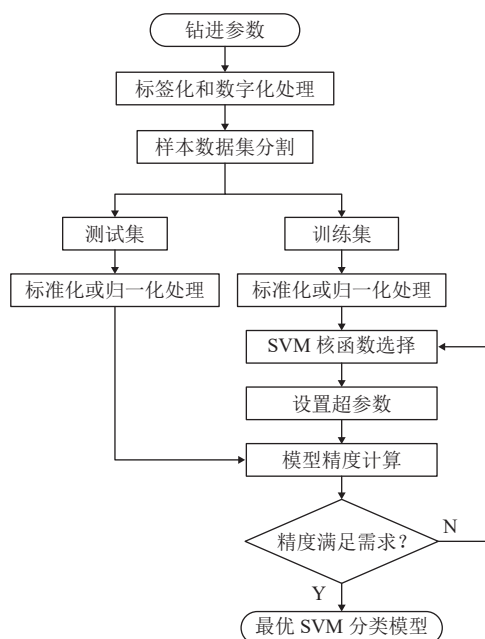 钻进参数
标签化和数字化处理
样本数据集分割
测试集
训练集
标准化或归一化处理
标准化或归一化处理
SVM 核函数选择
设置超参数
模型精度计算
精度满足需求?
N
Y
最优 SVM 分类模型